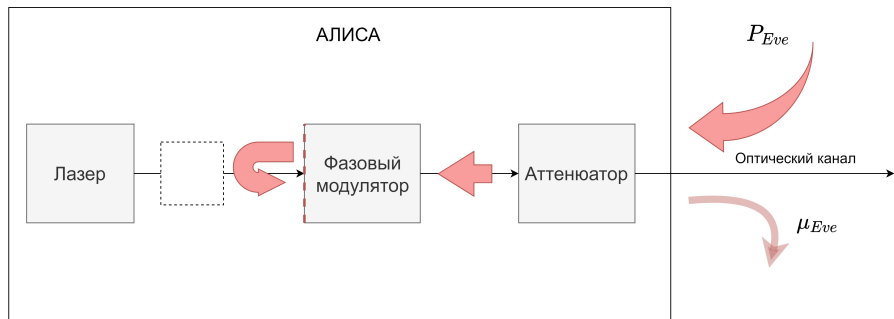 АЛИСА
P_Eve
Лазер
Фазовый
модулятор
Аттенюатор
Оптический канал
μ_Eve